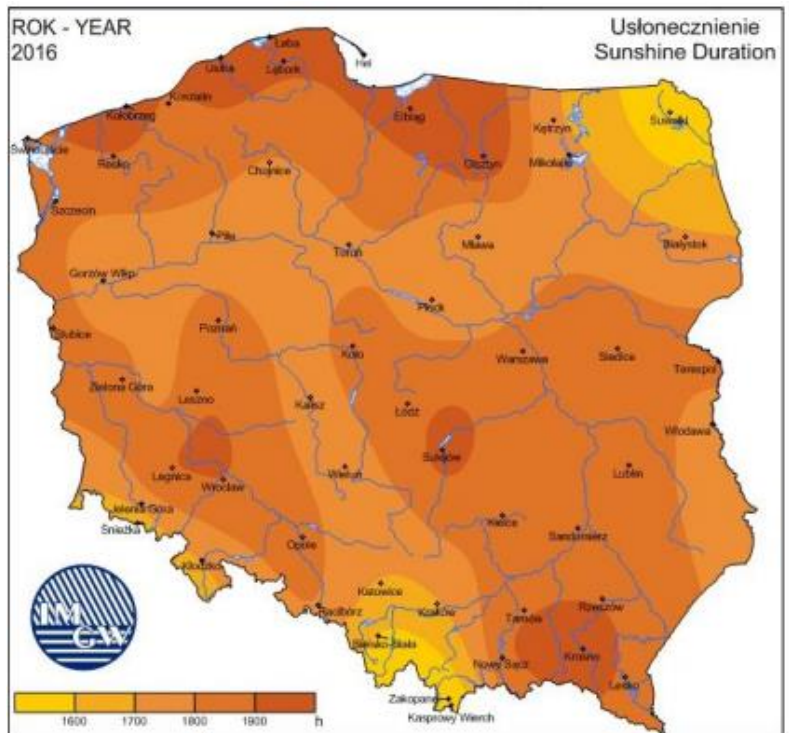 ROK - YEAR
2016
Usłonecznienie
Sunshine Duration
Łeba
Ustka
Lębork
Hel
Koszalin
Kołobrzeg
Elbląg
Kętrzyn
Suwałki
Świnoujście
Resko
Chojnice
Olsztyn
Mikołajki
Szczecin
Piła
Toruń
Mława
Białystok
Gorzów Wlkp.
Płock
Słubice
Poznań
Koło
Warszawa
Siedlce
Terespol
Zielona Góra
Leszno
Kalisz
Łódź
Włodawa
Legnica
Wrocław
Wieluń
Sulejów
Lublin
Jelenia Góra
Śnieżka
Opole
Kielce
Sandomierz
Kłodzko
Katowice
Racibórz
Kraków
Tarnów
Rzeszów
Bielsko-Biała
Nowy Sącz
Krosno
Lesko
Zakopane
Kasprowy Wierch
IM
GW
1600 1700 1800 1900 h